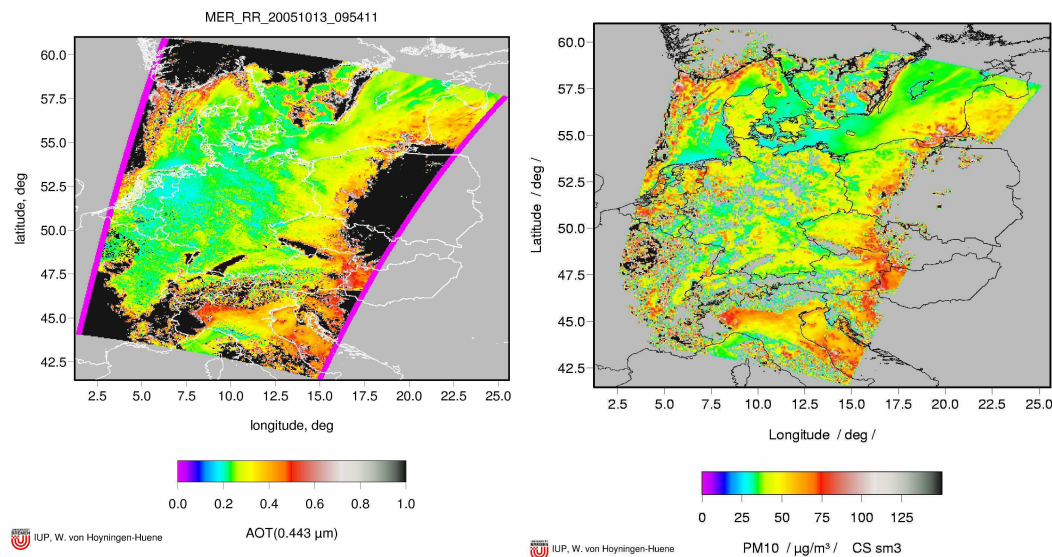 MER_RR_20051013_095411
60.0
57.5
55.0
52.5
50.0
47.5
45.0
42.5
latitude, deg
2.5 5.0 7.5 10.0 12.5 15.0 17.5 20.0 22.5 25.0
longitude, deg
0.0 0.2 0.4 0.6 0.8 1.0
AOT(0.443 µm)
IUP, W. von Hoyningen-Huene
60.0
57.5
55.0
52.5
50.0
47.5
45.0
42.5
Latitude / deg /
2.5 5.0 7.5 10.0 12.5 15.0 17.5 20.0 22.5 25.0
Longitude / deg /
0 25 50 75 100 125
PM10 / µg/m³ / CS sm3
IUP, W. von Hoyningen-Huene